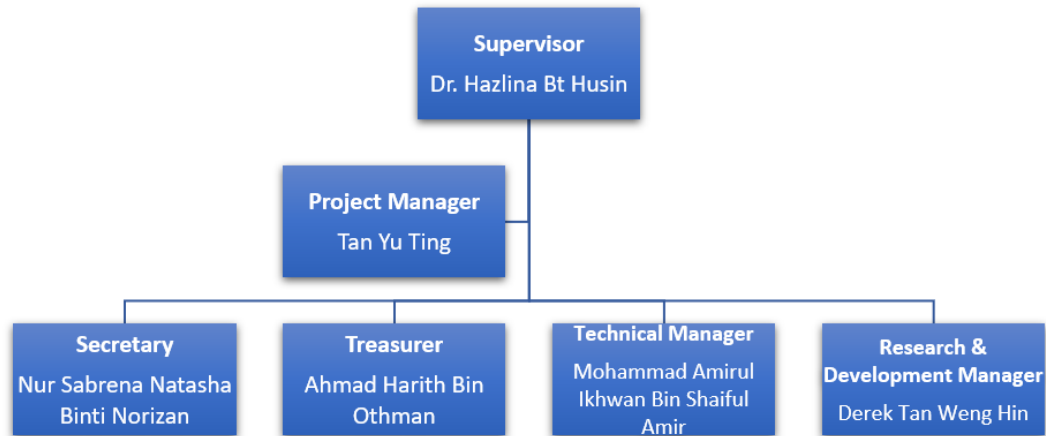 Supervisor
Dr. Hazlina Bt Husin
Project Manager
Tan Yu Ting
Secretary
Nur Sabrena Natasha
Binti Norizan
Treasurer
Ahmad Harith Bin
Othman
Technical Manager
Mohammad Amirul
Ikhwan Bin Shaiful
Amir
Research &
Development Manager
Derek Tan Weng Hin